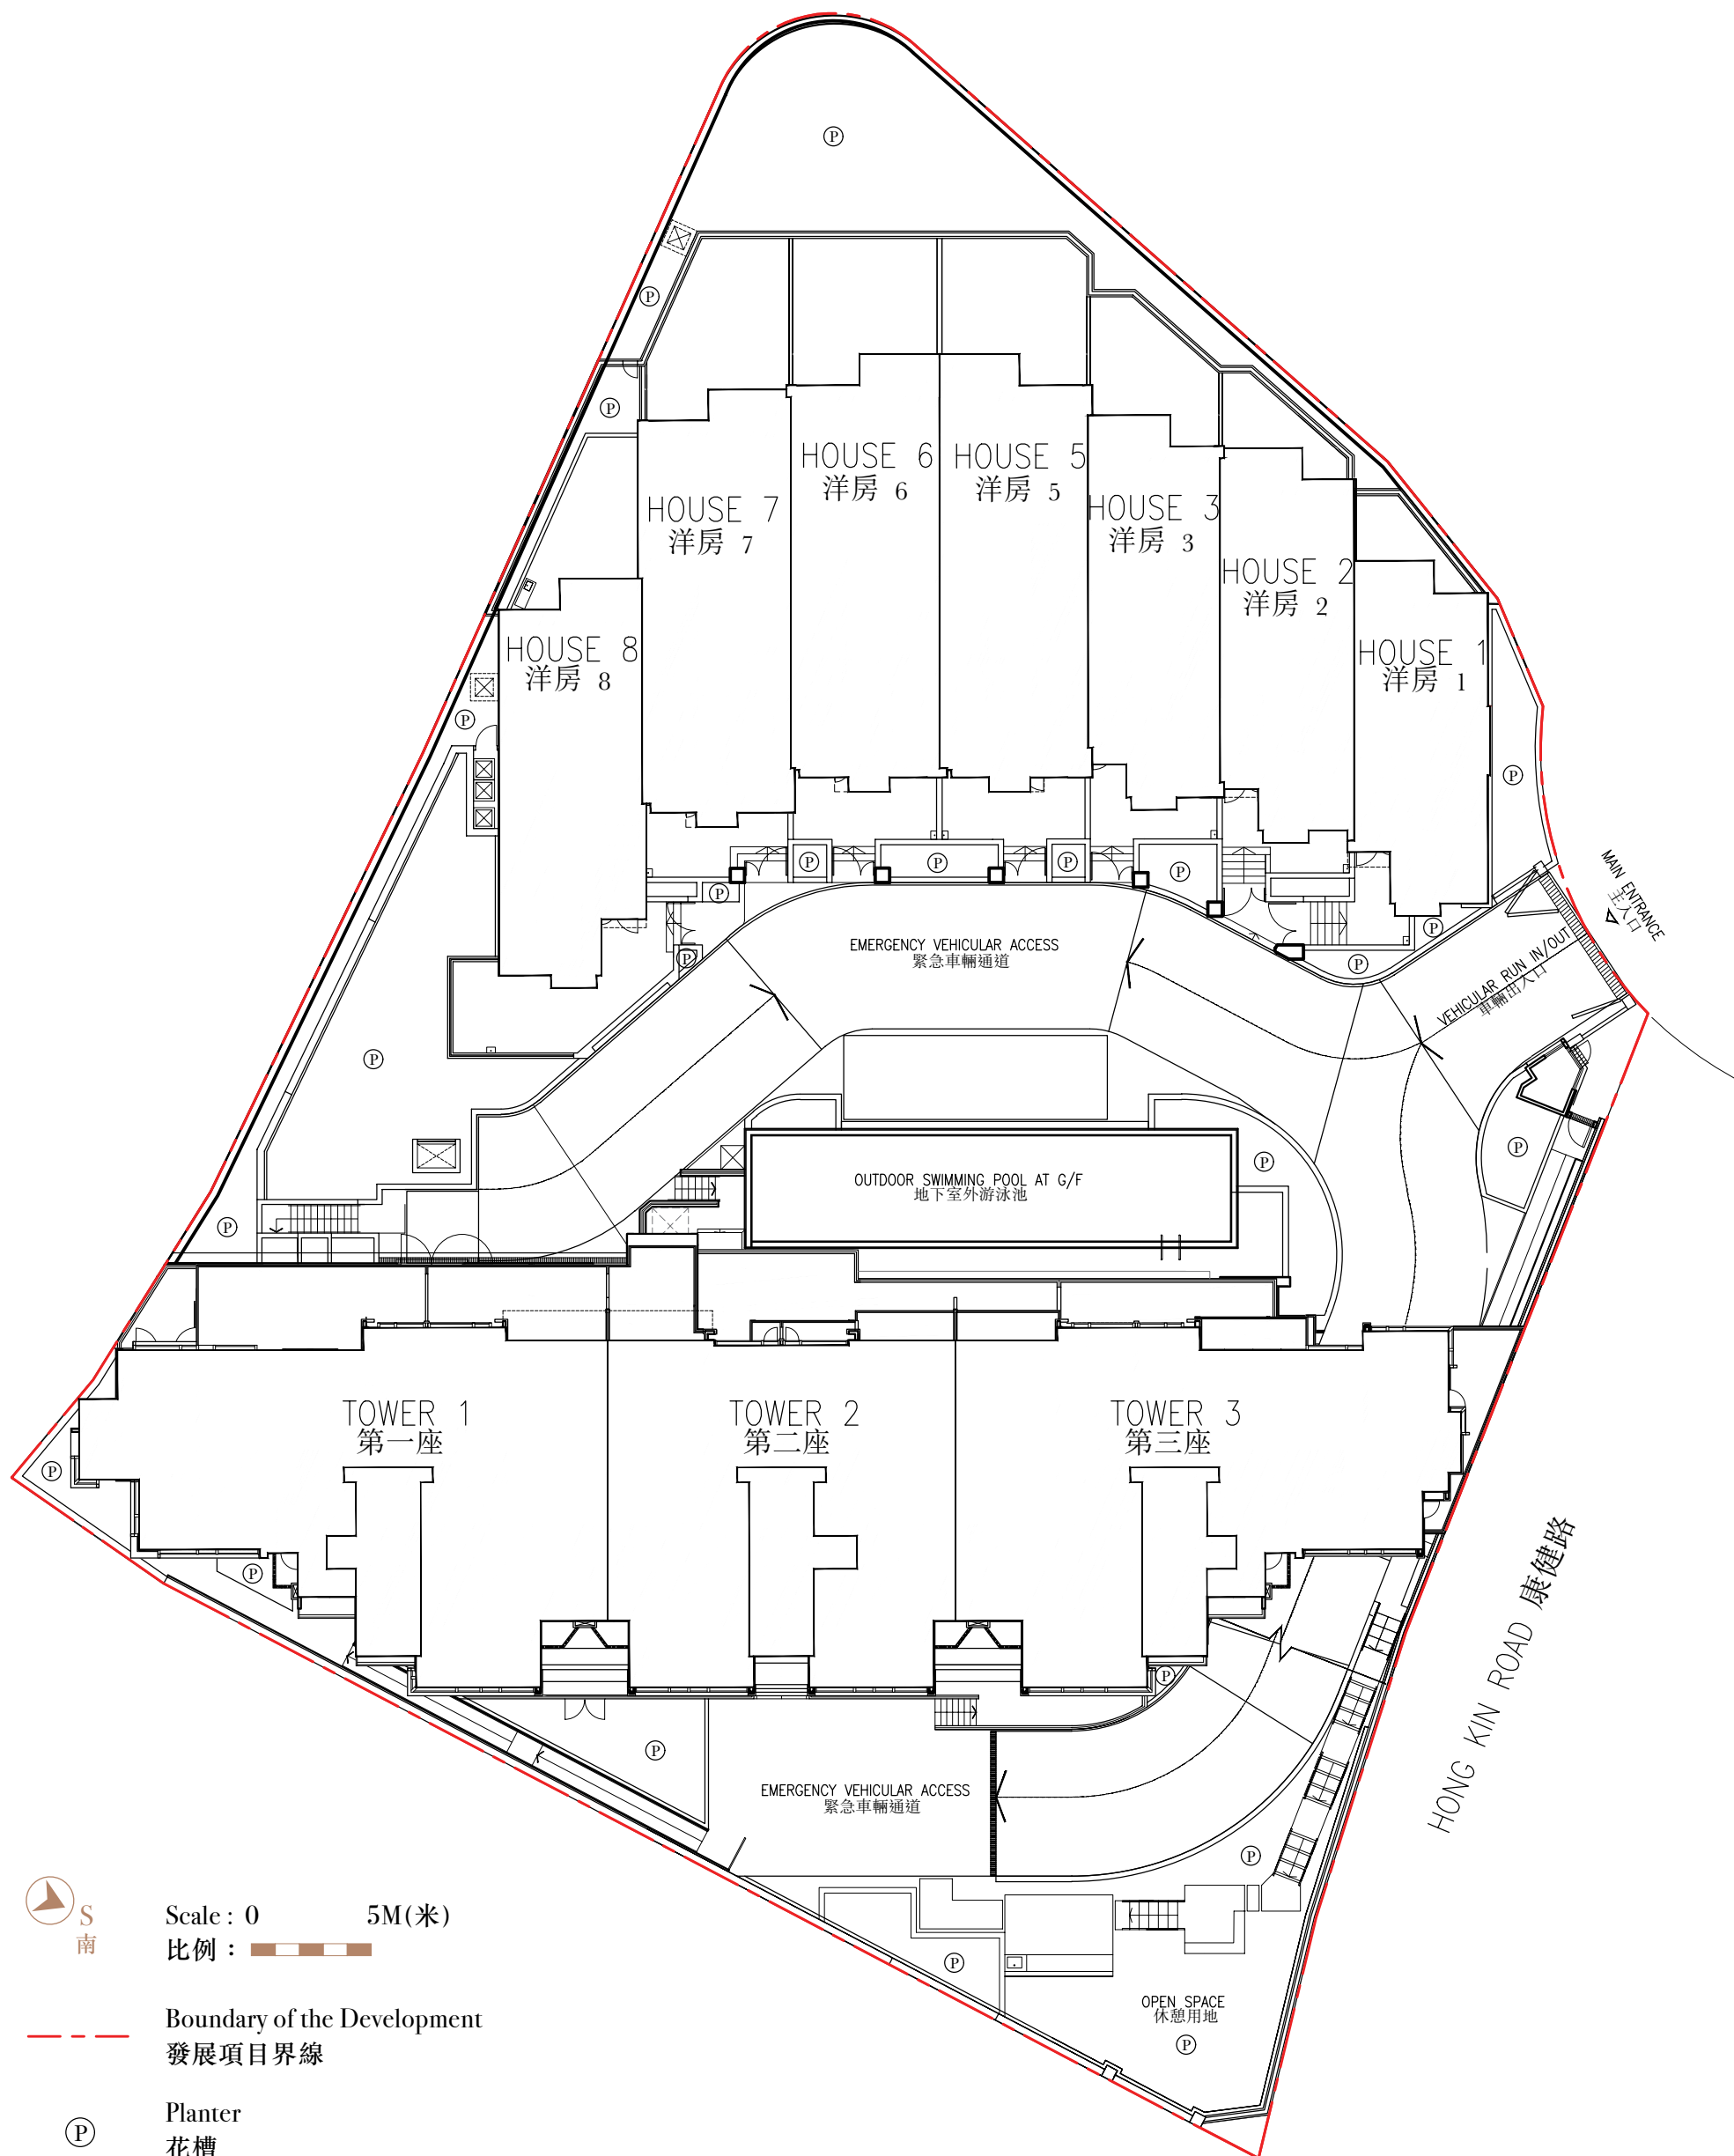 P
P
P
HOUSE 6
洋房 6
HOUSE 5
洋房 5
HOUSE 7
洋房 7
HOUSE 3
洋房 3
HOUSE 2
洋房 2
HOUSE 8
洋房 8
HOUSE 1
洋房 1
P
P
P
P
P
P
P
P
P
P
MAIN ENTRANCE
主入口
EMERGENCY VEHICULAR ACCESS
緊急車輛通道
VEHICULAR RUN IN/OUT
車輛出入口
P
P
P
P
OUTDOOR SWIMMING POOL AT G/F
地下室外游泳池
P
TOWER 1
第一座
TOWER 2
第二座
TOWER 3
第三座
P
P
HONG KIN ROAD 康健路
P
P
EMERGENCY VEHICULAR ACCESS
緊急車輛通道
P
P
OPEN SPACE
休憩用地
P
S
南
Scale : 0 5M(米)
比例 :
Boundary of the Development
發展項目界線
P
Planter
花槽